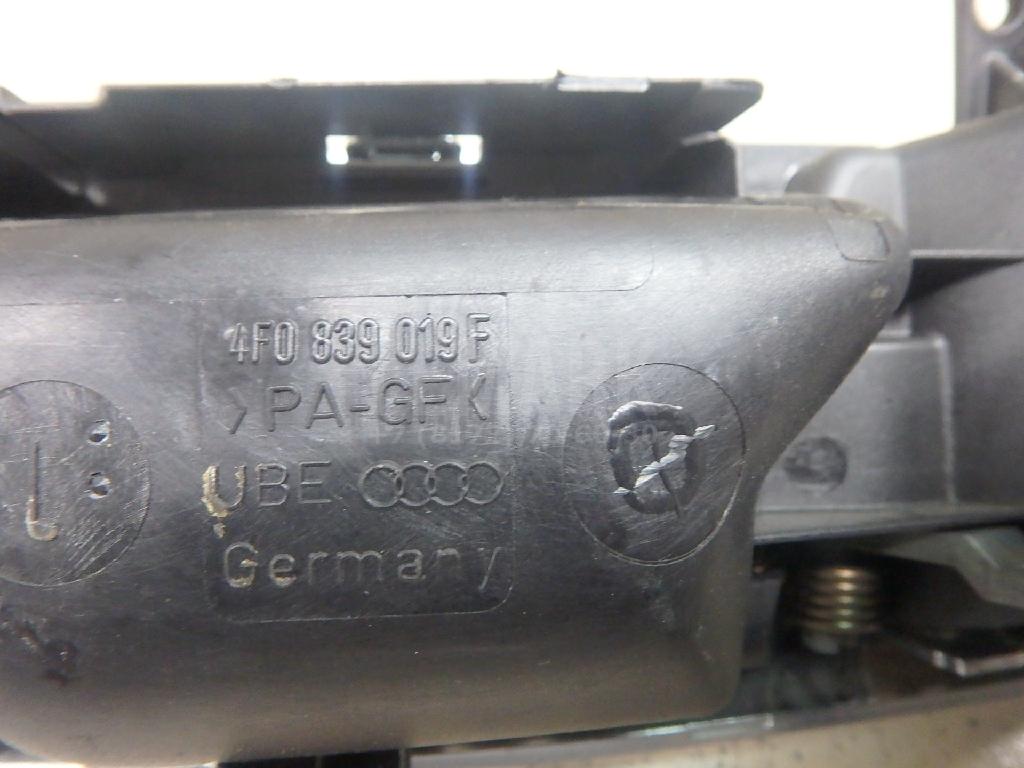 4F0 839 019 F
>PA-GF<
UBE
Germany